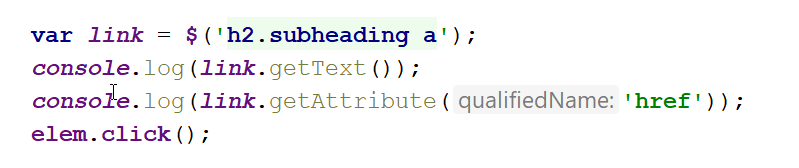 var link = $('h2.subheading a');
console.log(link.getText());
console.log(link.getAttribute( qualifiedName: 'href'));
elem.click();